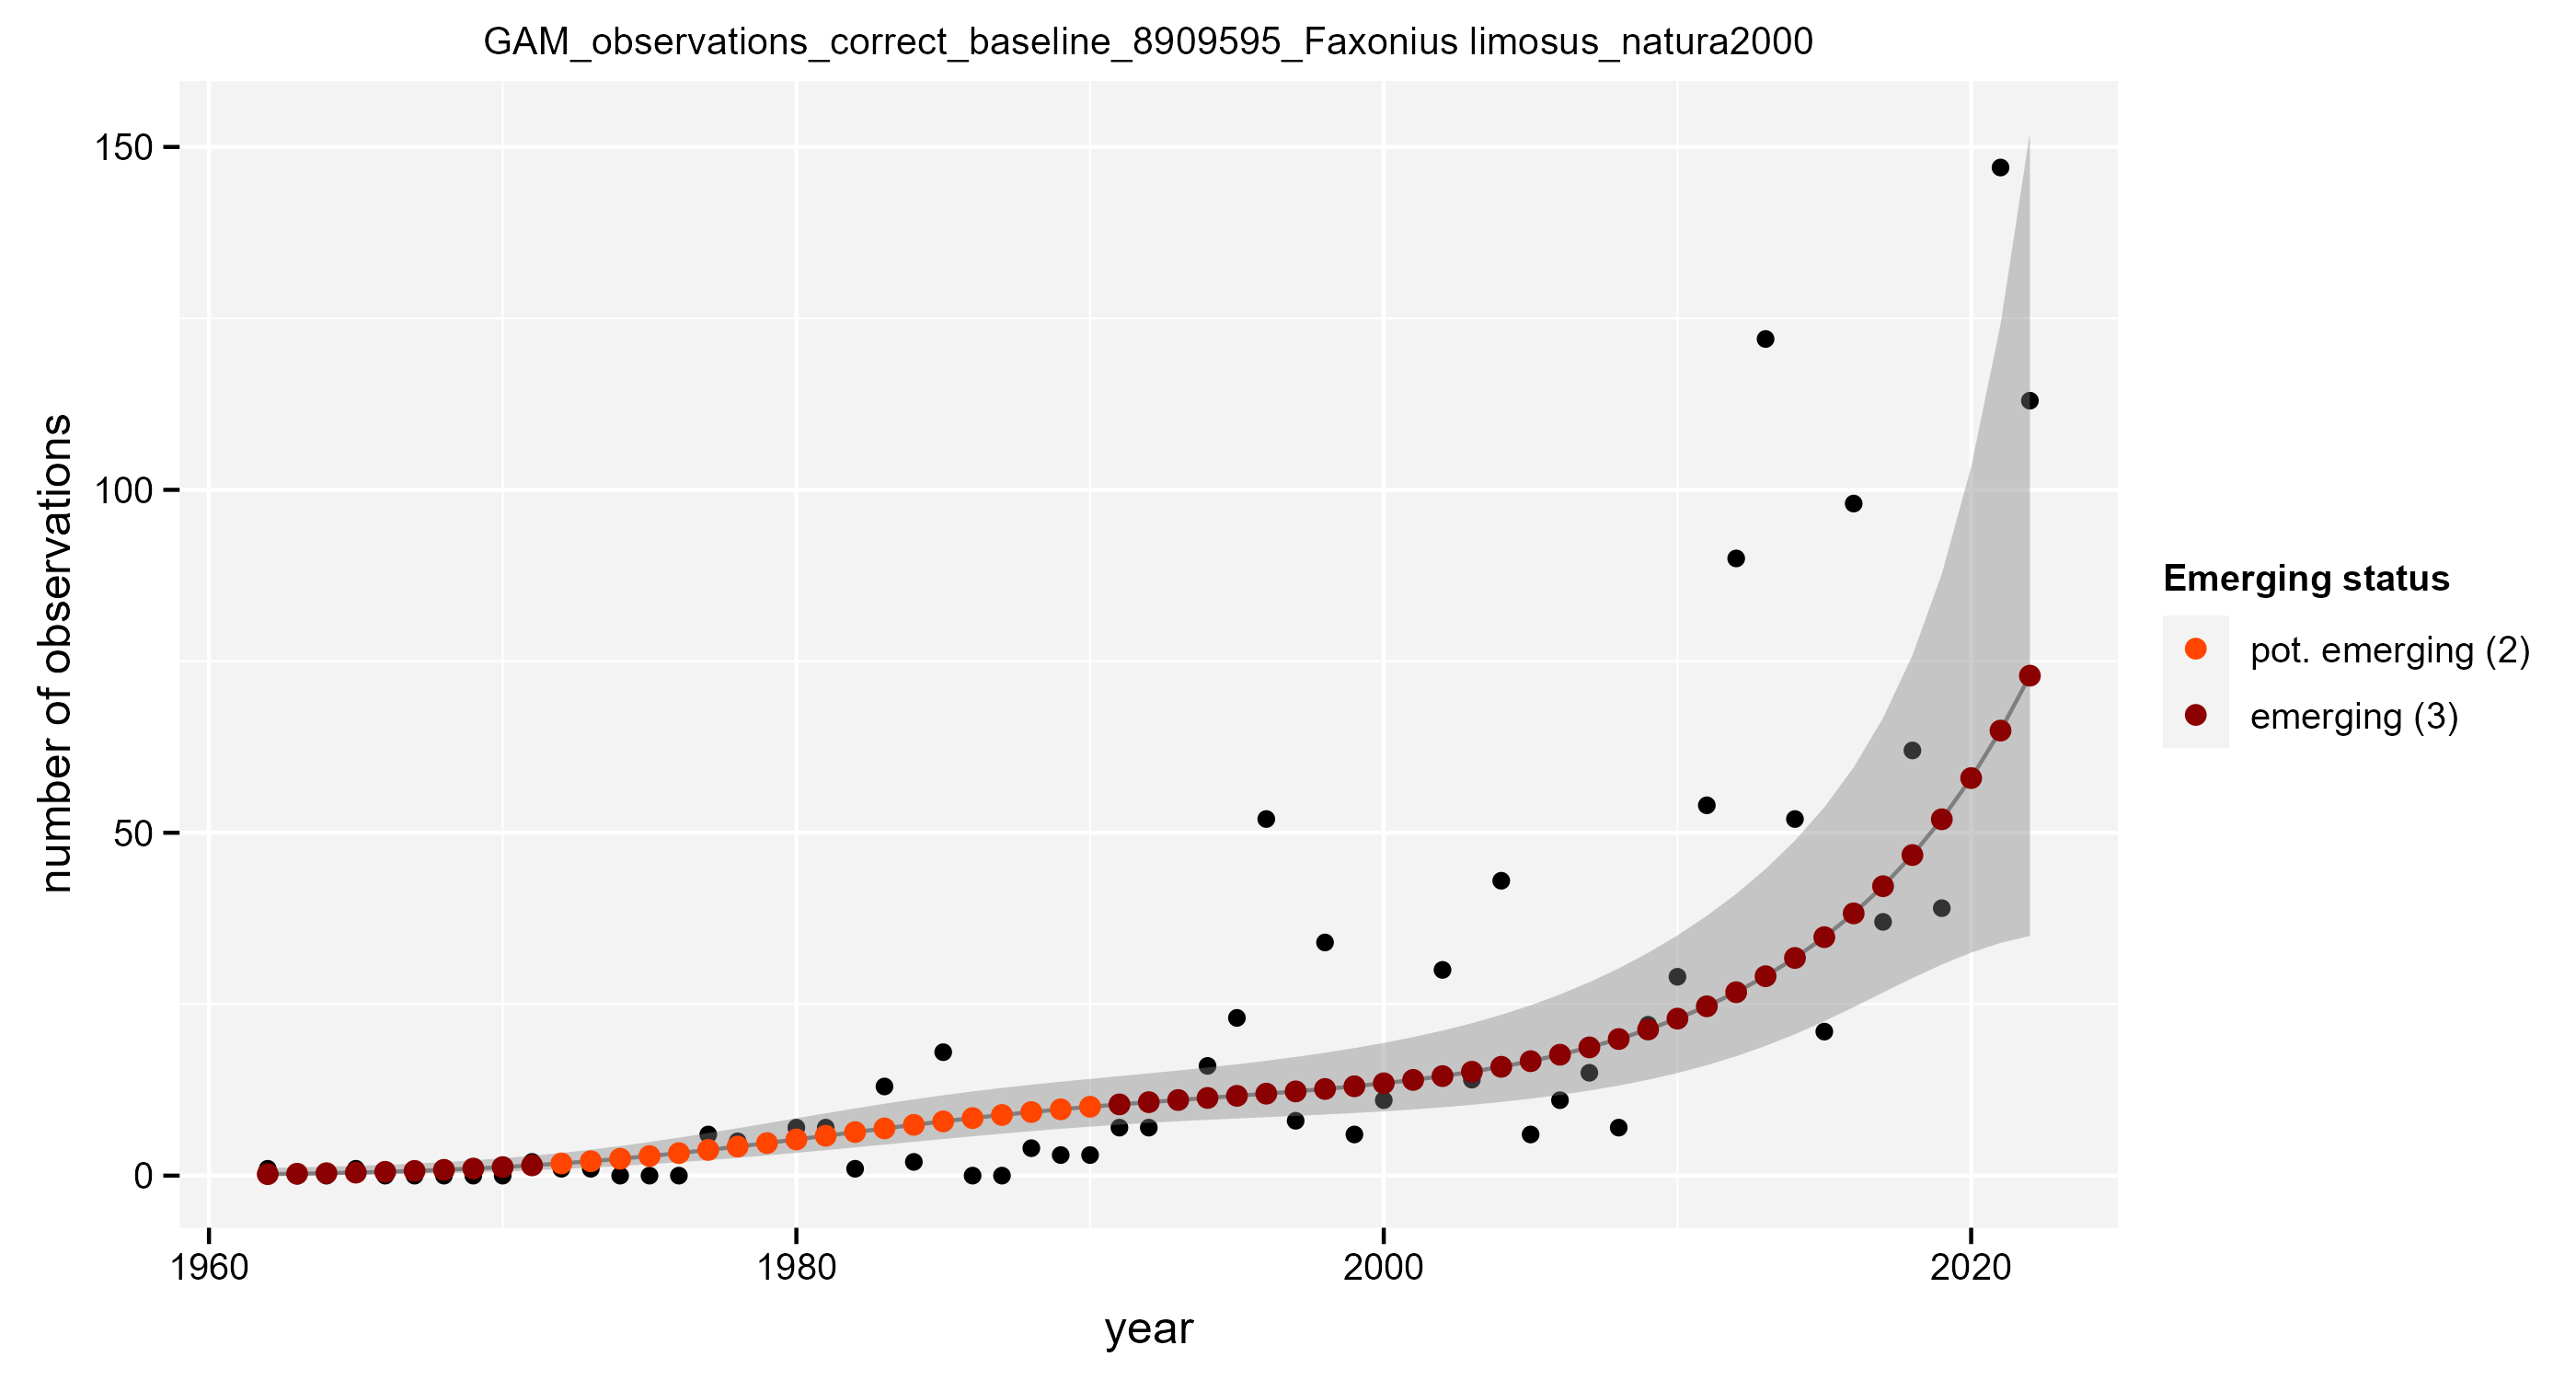 GAM_observations_correct_baseline_8909595_Faxonius limosus_natura2000
number of observations
150
100
50
0
1960
1980
2000
2020
year
Emerging status
pot. emerging (2)
emerging (3)